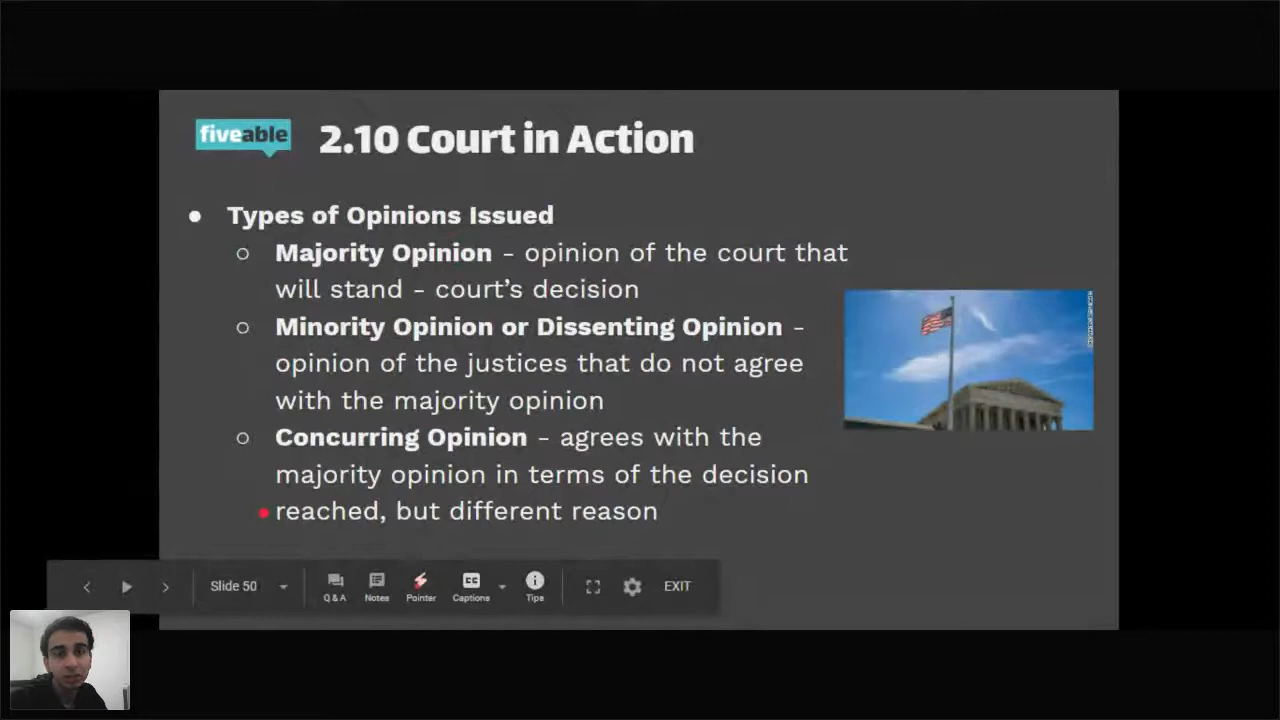 fiveable
2.10 Court in Action
● Types of Opinions Issued
○ Majority Opinion - opinion of the court that
will stand - court's decision
○ Minority Opinion or Dissenting Opinion -
opinion of the justices that do not agree
with the majority opinion
○ Concurring Opinion - agrees with the
majority opinion in terms of the decision
reached, but different reason
Slide 50
Q & A
Notes
Pointer
CC
Captions
Tips
EXIT